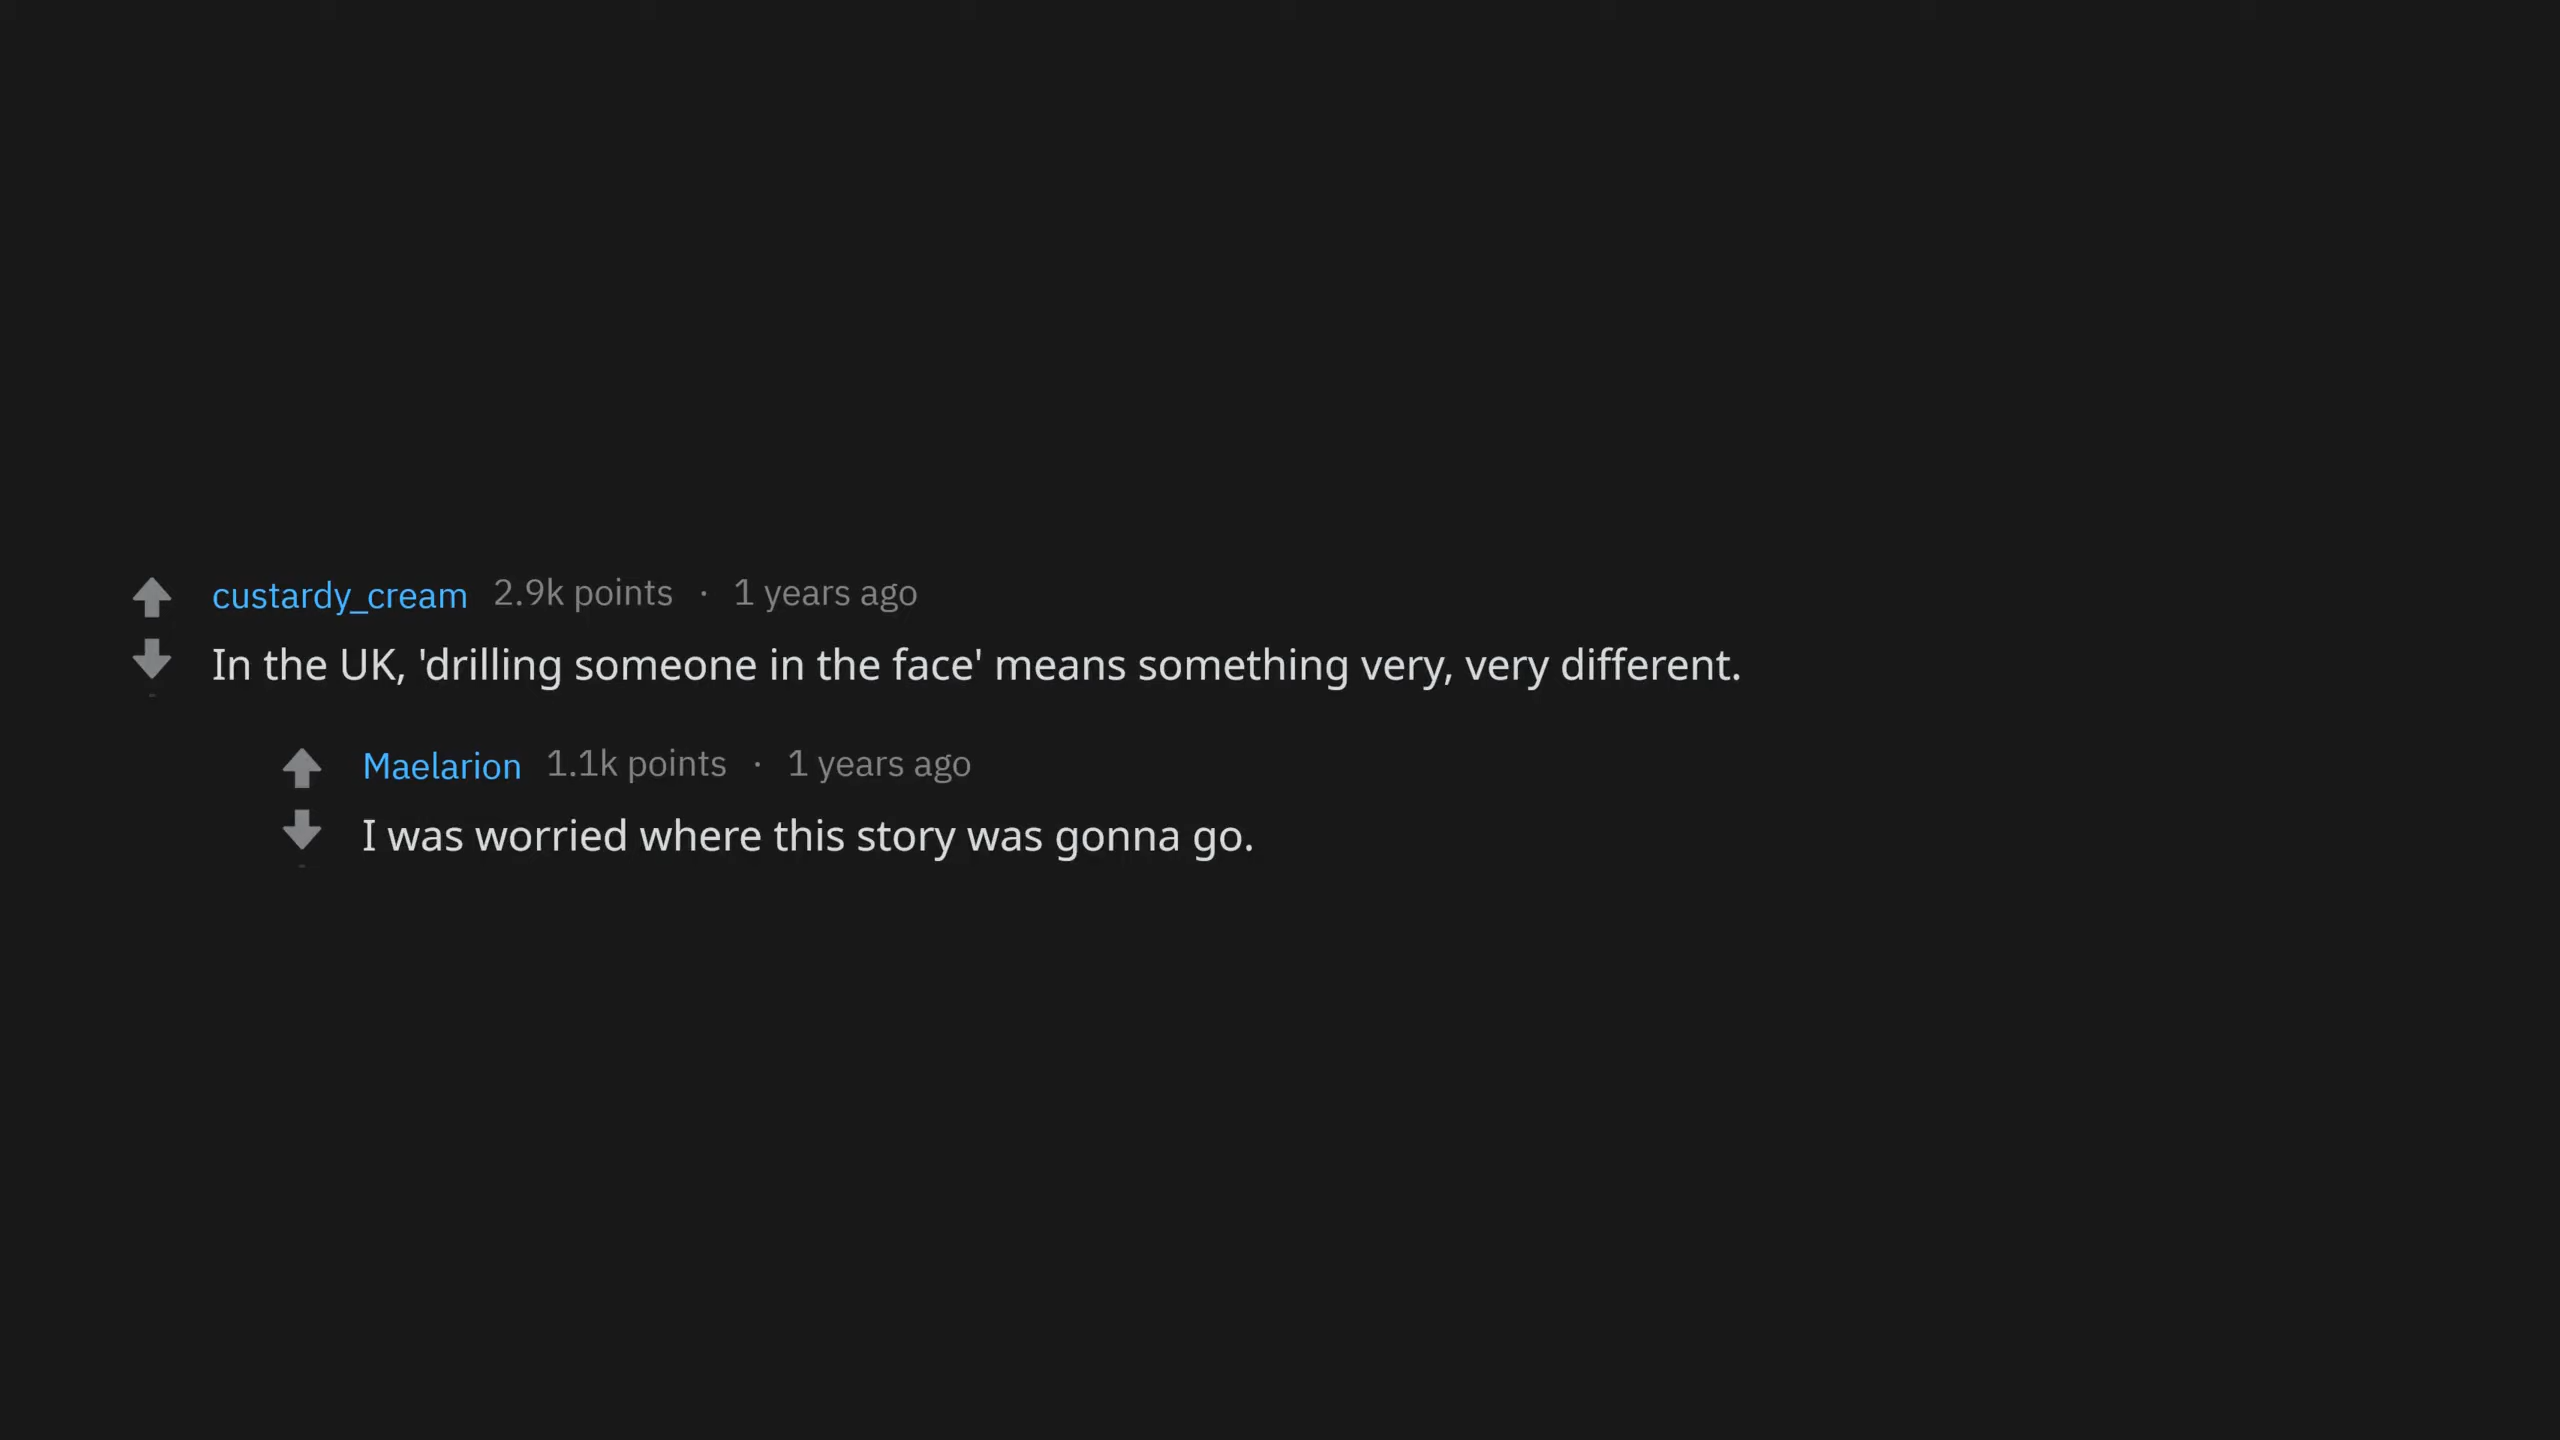 custardy_cream 2.9k points · 1 years ago
In the UK, 'drilling someone in the face' means something very, very different.
Maelarion 1.1k points · 1 years ago
I was worried where this story was gonna go.